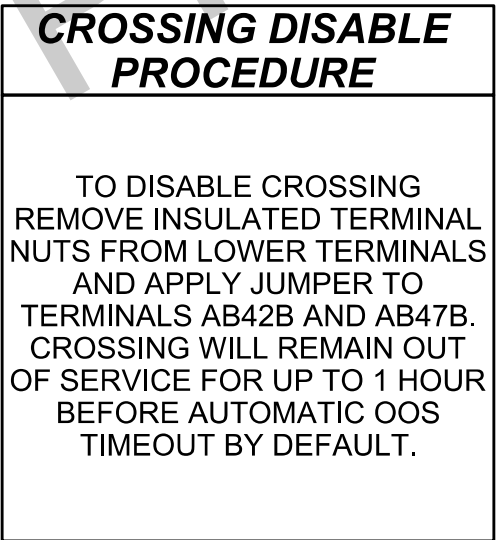 CROSSING DISABLE
PROCEDURE
TO DISABLE CROSSING
REMOVE INSULATED TERMINAL
NUTS FROM LOWER TERMINALS
AND APPLY JUMPER TO
TERMINALS AB42B AND AB47B.
CROSSING WILL REMAIN OUT
OF SERVICE FOR UP TO 1 HOUR
BEFORE AUTOMATIC OOS
TIMEOUT BY DEFAULT.